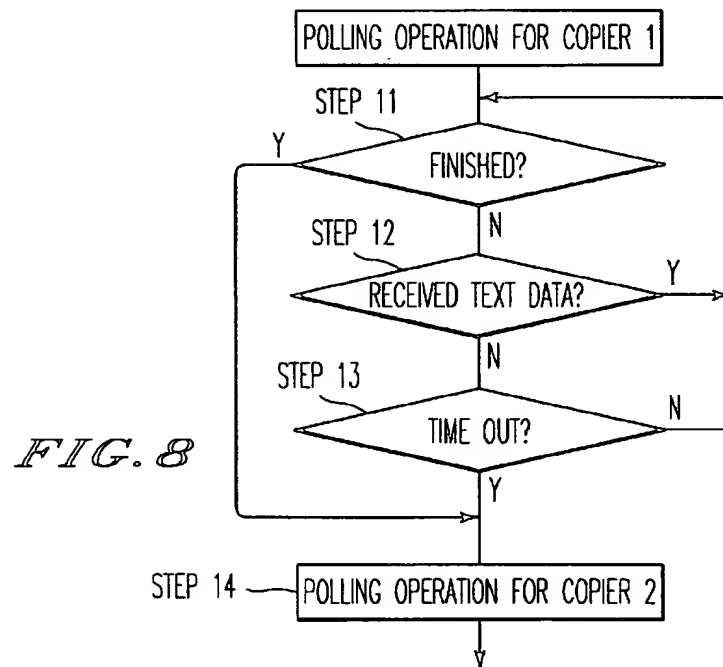 POLLING OPERATION FOR COPIER 1
STEP 11
Y
FINISHED?
N
STEP 12
RECEIVED TEXT DATA?
Y
N
STEP 13
TIME OUT?
N
FIG. 8
Y
STEP 14
POLLING OPERATION FOR COPIER 2